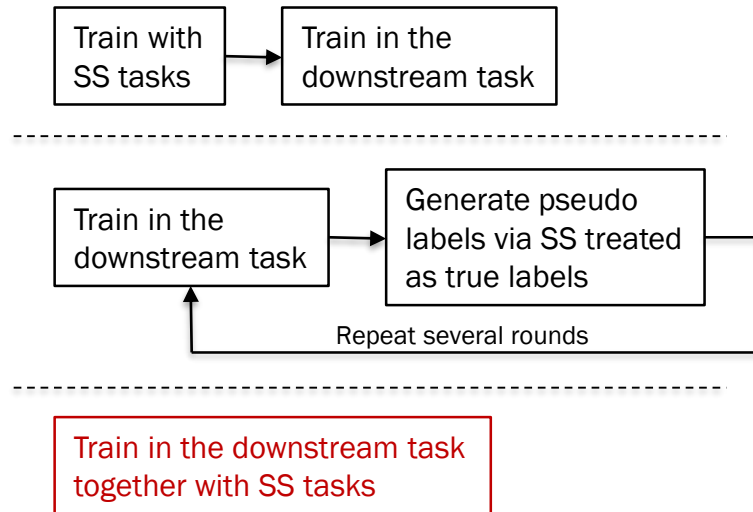 Train with
SS tasks
Train in the
downstream task
Train in the
downstream task
Generate pseudo
labels via SS treated
as true labels
Repeat several rounds
Train in the downstream task
together with SS tasks